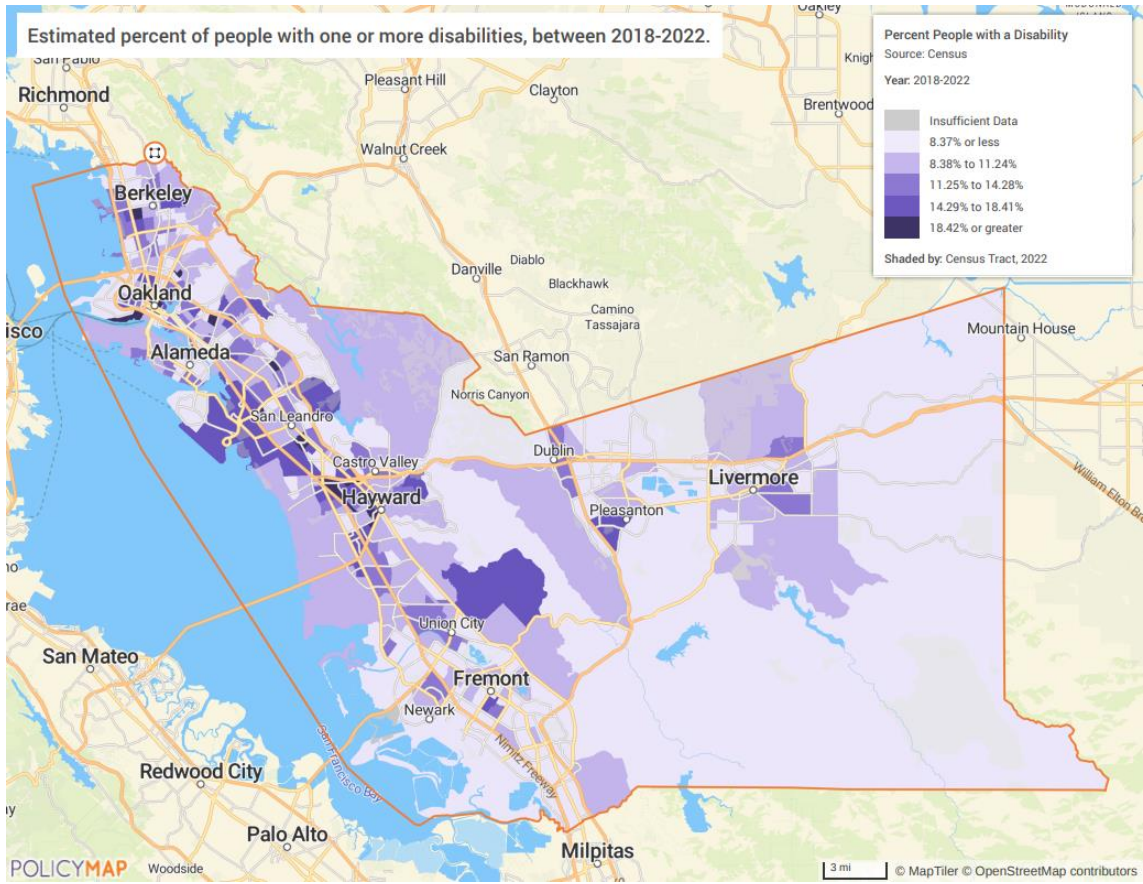 Estimated percent of people with one or more disabilities, between 2018-2022.
Percent People with a Disability
Source: Census
Year: 2018-2022
Insufficient Data
8.37% or less
8.38% to 11.24%
11.25% to 14.28%
14.29% to 18.41%
18.42% or greater
Shaded by: Census Tract, 2022
Oakley
San Pablo
Richmond
Pleasant Hill
Clayton
Brentwood
Walnut Creek
Berkeley
Danville
Diablo
Blackhawk
Oakland
Camino
Tassajara
isco
Mountain House
Alameda
San Ramon
Norris Canyon
San Leandro
Dublin
Castro Valley
Livermore
Hayward
Pleasanton
William Elton
rae
Union City
San Mateo
Fremont
Newark
San Francisco Bay
Nimitz Freeway
Redwood City
Palo Alto
Milpitas
POLICYMAP
Woodside
3 mi
© MapTiler © OpenStreetMap contributors